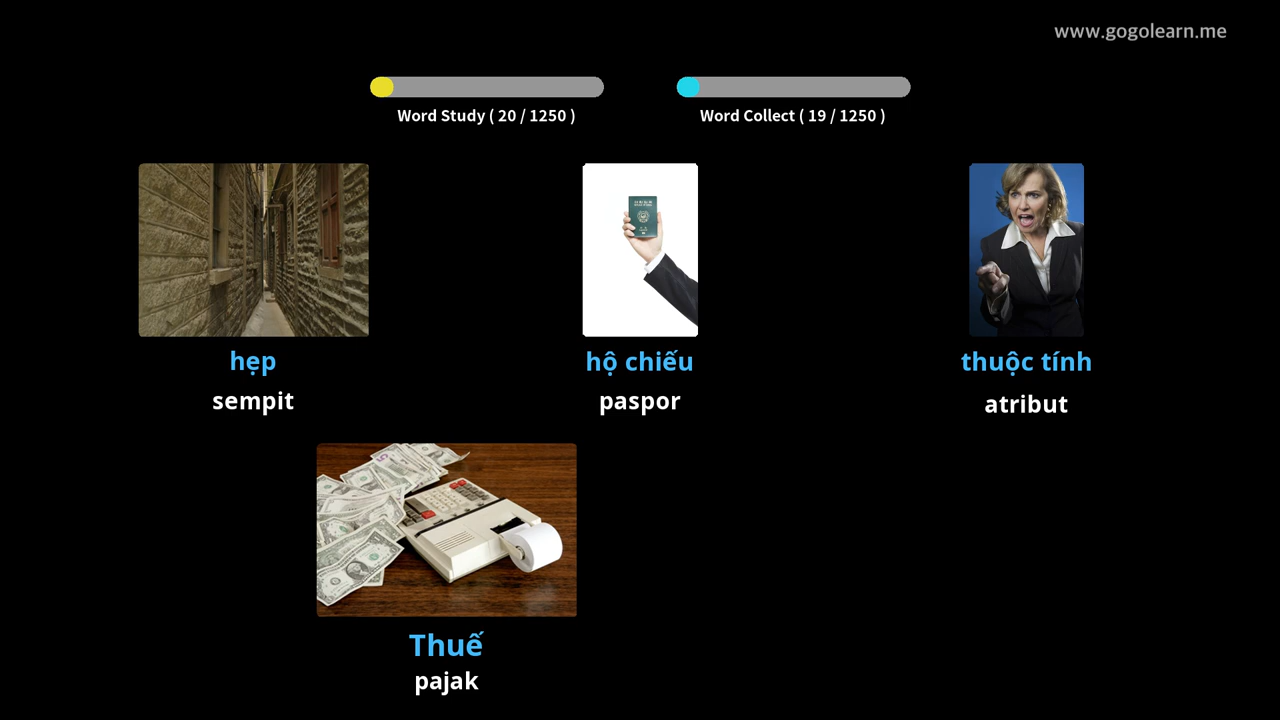 www.gogolearn.me
Word Study ( 20 / 1250 )
Word Collect ( 19 / 1250 )
hẹp
hộ chiếu
thuộc tính
sempit
paspor
atribut
Thuế
pajak